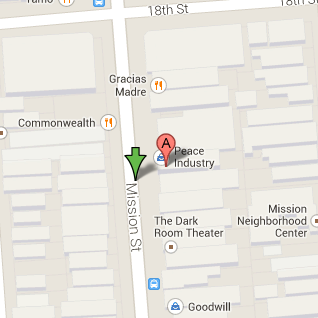 18th St
18th St
Gracias
Madre
Commonwealth
A
Peace
Industry
Mission St
Mission
Neighborhood
Center
The Dark
Room Theater
Goodwill